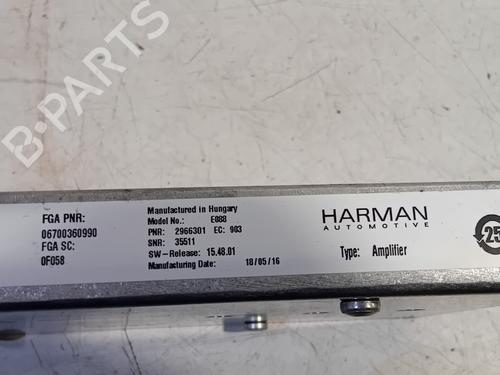 B-PARTS
FGA PNR:
06700360990
FGA SC:
0F058
Manufactured in Hungary
Model No.: E088
PNR: 2966301 EC: 903
SNR: 35511
SW-Release: 15.48.01
Manufacturing Date: 18/05/16
HARMAN
AUTOMOTIVE
Type: Amplifier
25